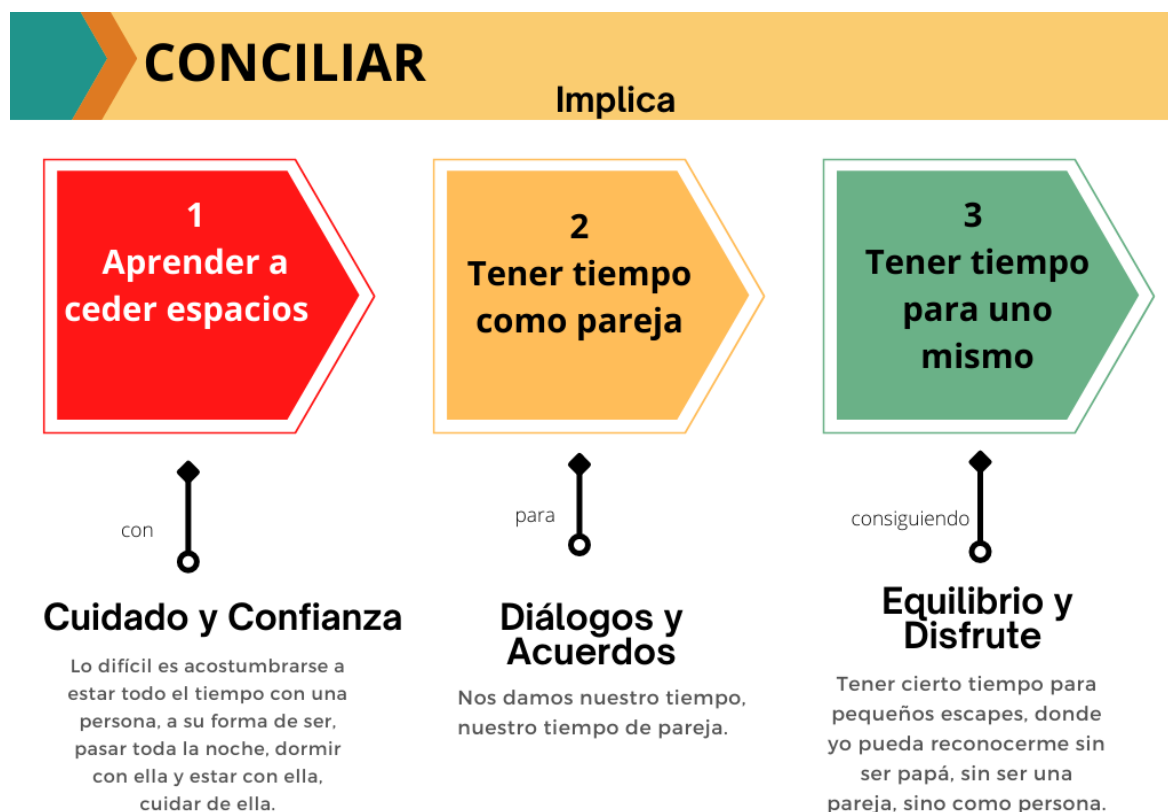 CONCILIAR
Implica
1
Aprender a
ceder espacios
2
Tener tiempo
como pareja
3
Tener tiempo
para uno
mismo
con
para
consiguiendo
Cuidado y Confianza
Lo difícil es acostumbrarse a
estar todo el tiempo con una
persona, a su forma de ser,
pasar toda la noche, dormir
con ella y estar con ella,
cuidar de ella.
Diálogos y
Acuerdos
Nos damos nuestro tiempo,
nuestro tiempo de pareja.
Equilibrio y
Disfrute
Tener cierto tiempo para
pequeños escapes, donde
yo pueda reconocerme sin
ser papá, sin ser una
pareja, sino como persona.